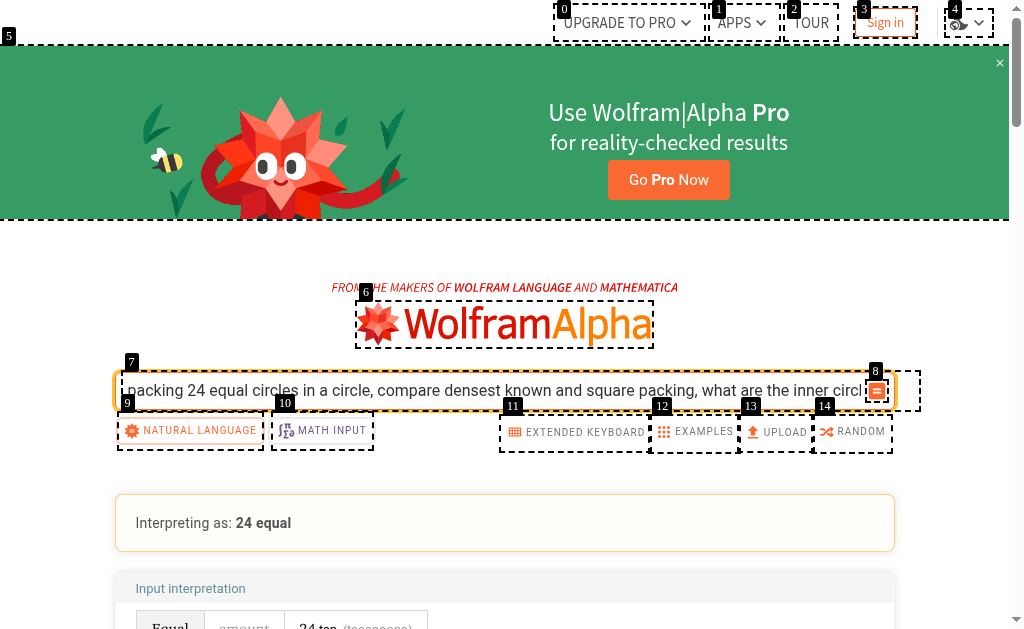 0 UPGRADE TO PRO 1 APPS 2 TOUR 3 Sign in 4
5
×
Use Wolfram|Alpha Pro
for reality-checked results
Go Pro Now
FROM THE MAKERS OF WOLFRAM LANGUAGE AND MATHEMATICA
6
WolframAlpha
7 8
packing 24 equal circles in a circle, compare densest known and square packing, what are the inner circl
9 NATURAL LANGUAGE 10 MATH INPUT 11 EXTENDED KEYBOARD 12 EXAMPLES 13 UPLOAD 14 RANDOM
Interpreting as: 24 equal
Input interpretation
Equal amount 24 tsp (teaspoons)